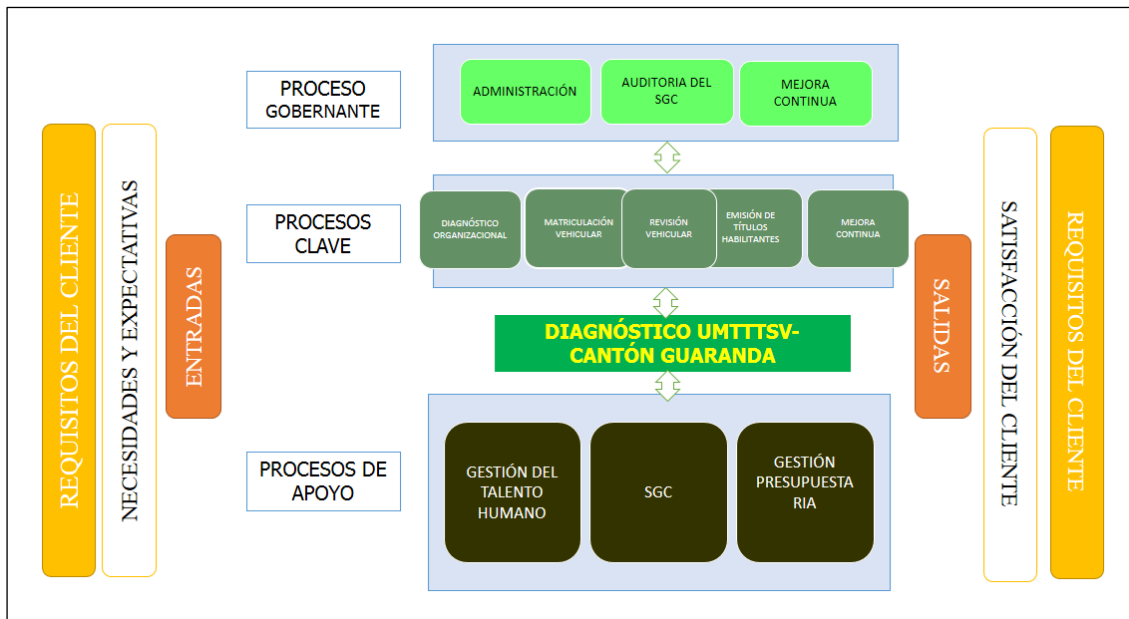 REQUISITOS DEL CLIENTE
NECESIDADES Y EXPECTATIVAS
ENTRADAS
PROCESO
GOBERNANTE
ADMINISTRACIÓN
AUDITORIA DEL
SGC
MEJORA
CONTINUA
PROCESOS
CLAVE
DIAGNÓSTICO
ORGANIZACIONAL
MATRICULACIÓN
VEHICULAR
REVISIÓN
VEHICULAR
EMISIÓN DE
TÍTULOS
HABILITANTES
MEJORA
CONTINUA
DIAGNÓSTICO UMTTTSV-
CANTÓN GUARANDA
PROCESOS DE
APOYO
GESTIÓN DEL
TALENTO
HUMANO
SGC
GESTIÓN
PRESUPUESTA
RIA
SALIDAS
SATISFACCIÓN DEL CLIENTE
REQUISITOS DEL CLIENTE